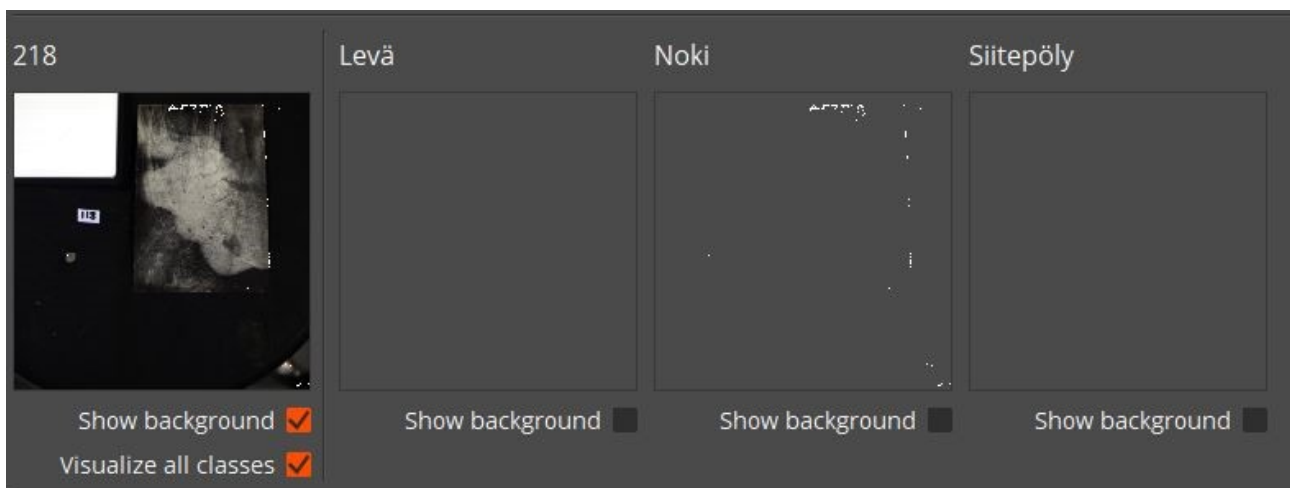 218
Levä
Noki
Siitepöly
Show background
Show background
Show background
Show background
Visualize all classes